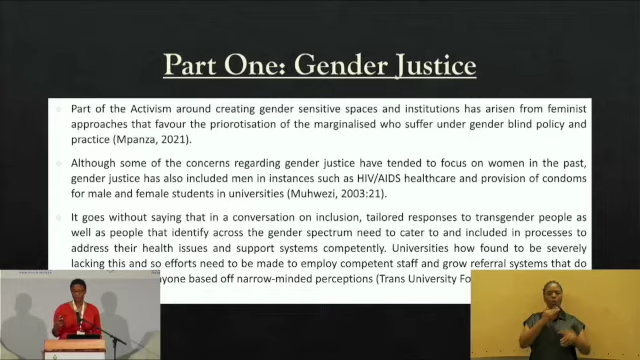 Part One: Gender Justice
Part of the Activism around creating gender sensitive spaces and institutions has arisen from feminist
approaches that favour the priorotisation of the marginalised who suffer under gender blind policy and
practice (Mpanza, 2021).
Although some of the concerns regarding gender justice have tended to focus on women in the past,
gender justice has also included men in instances such as HIV/AIDS healthcare and provision of condoms
for male and female students in universities (Muhwezi, 2003:21).
It goes without saying that in a conversation on inclusion, tailored responses to transgender people as
well as people that identify across the gender spectrum need to cater to and included in processes to
address their health issues and support systems competently. Universities how found to be severely
lacking this and so efforts need to be made to employ competent staff and grow referral systems that do
anyone based off narrow-minded perceptions (Trans University